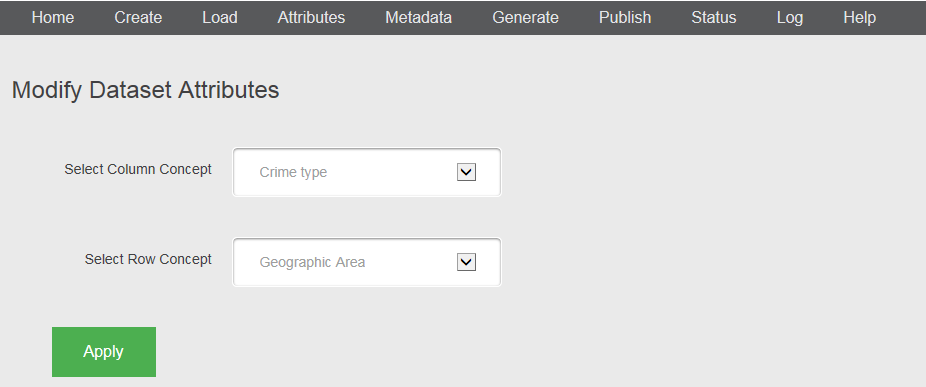 Home Create Load Attributes Metadata Generate Publish Status Log Help
Modify Dataset Attributes
Select Column Concept Crime type
Select Row Concept Geographic Area
Apply